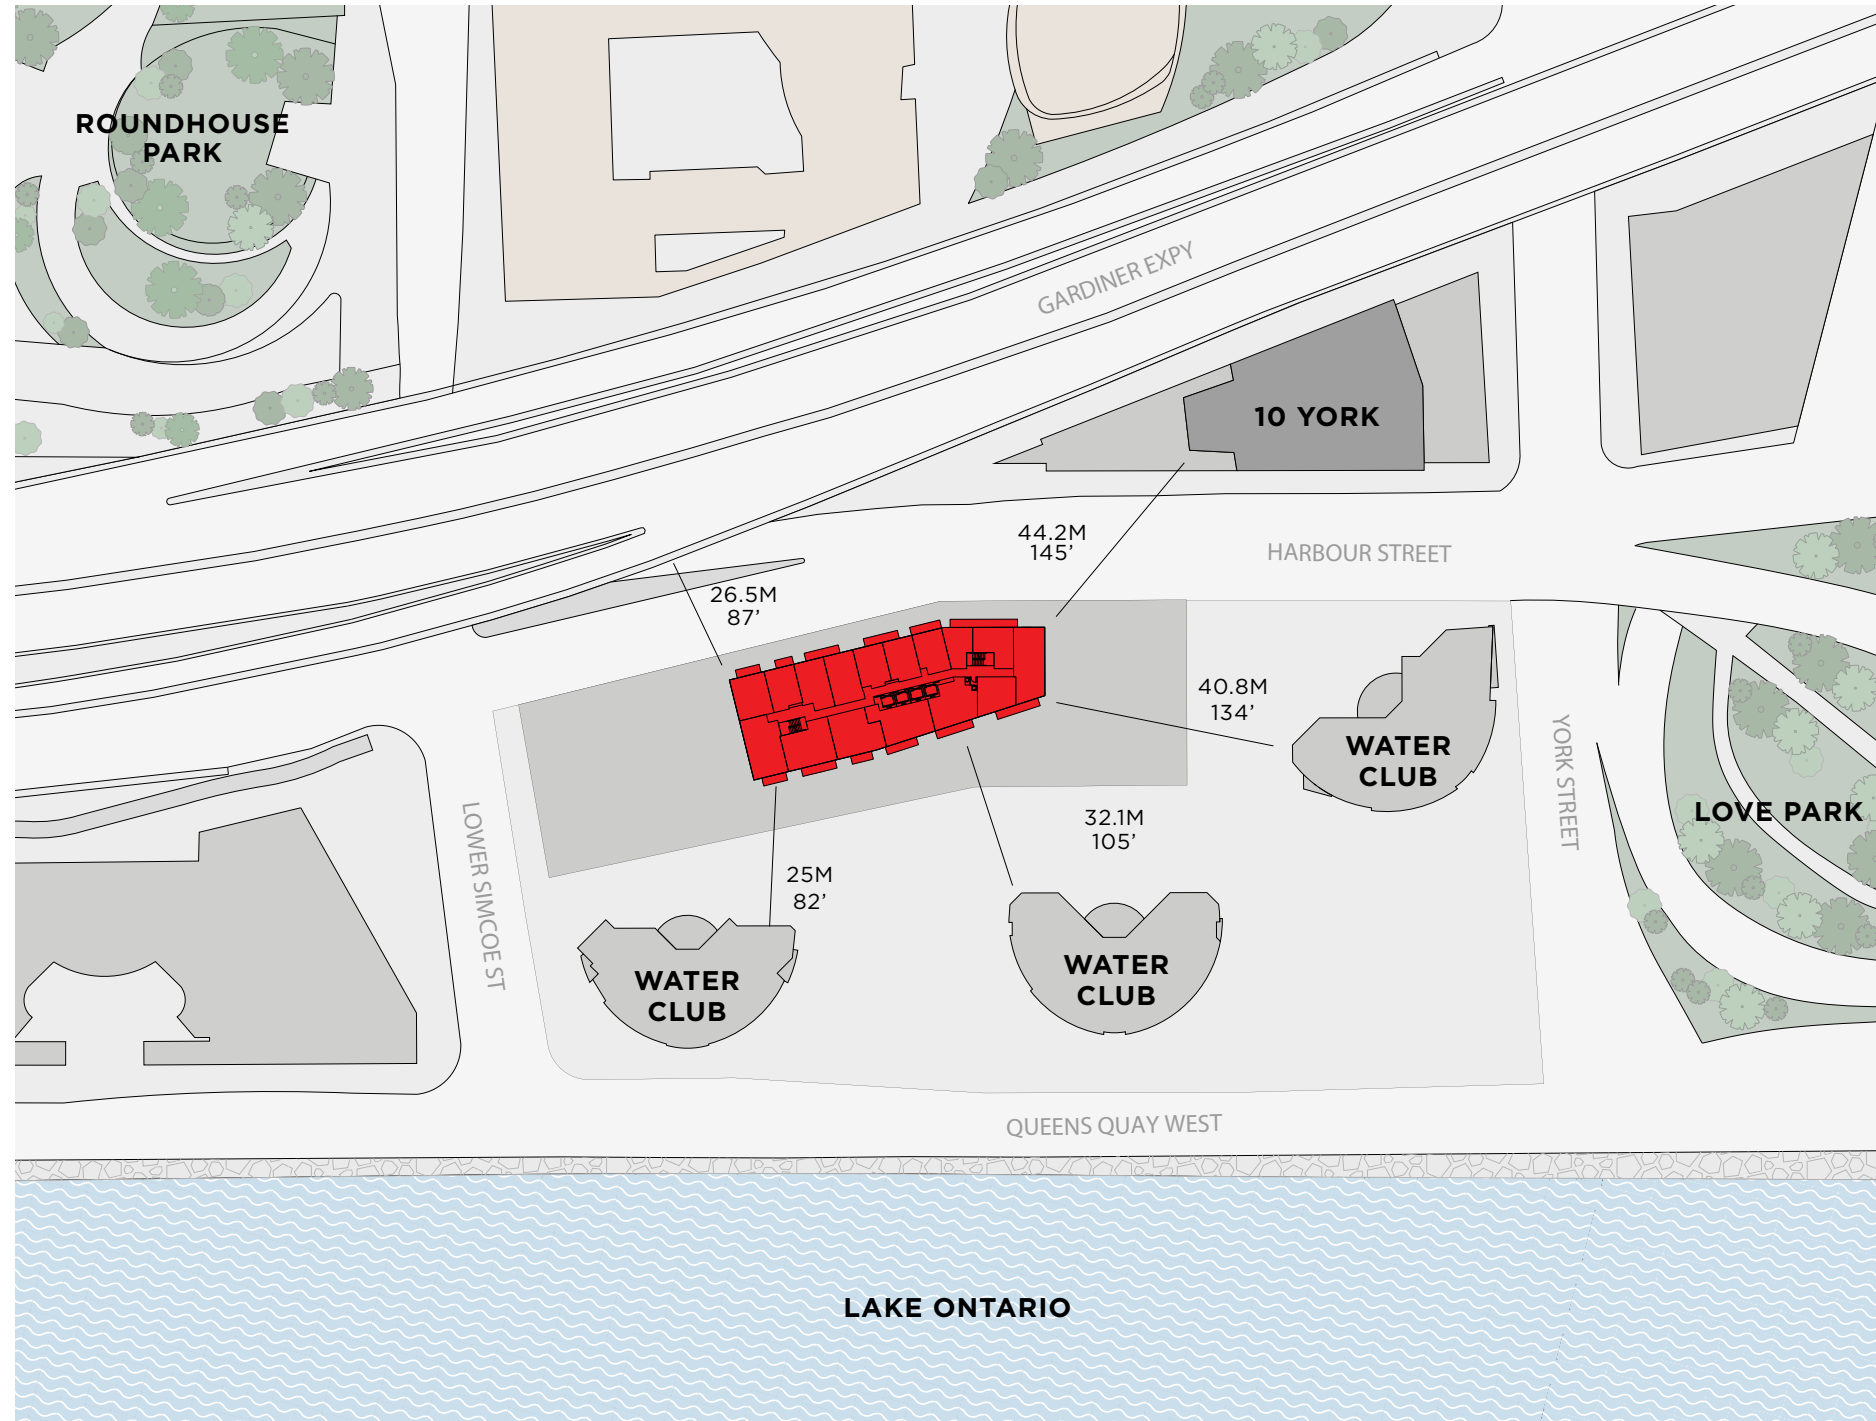 ROUNDHOUSE
PARK
GARDINER EXPY
10 YORK
44.2M
145’
HARBOUR STREET
26.5M
87’
40.8M
134’
WATER
CLUB
YORK STREET
LOVE PARK
LOWER SIMCOE ST
32.1M
105’
25M
82’
WATER
CLUB
WATER
CLUB
QUEENS QUAY WEST
LAKE ONTARIO